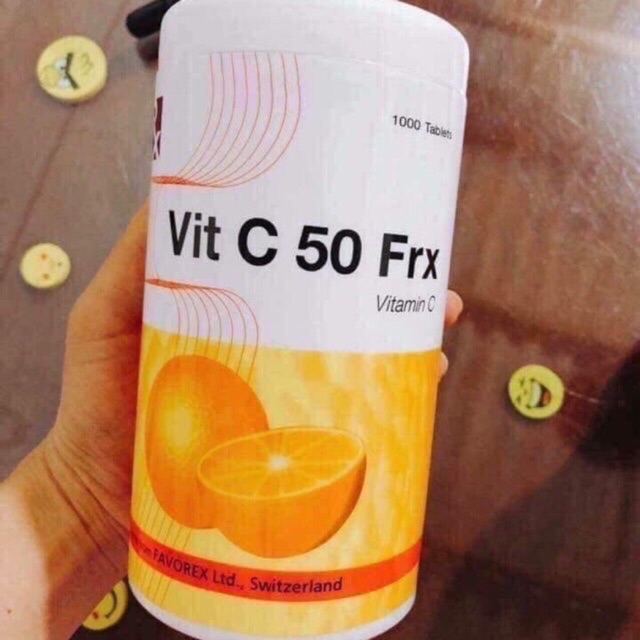 1000 Tablets
Vit C 50 Frx
Vitamin C
FAVOREX Ltd., Switzerland